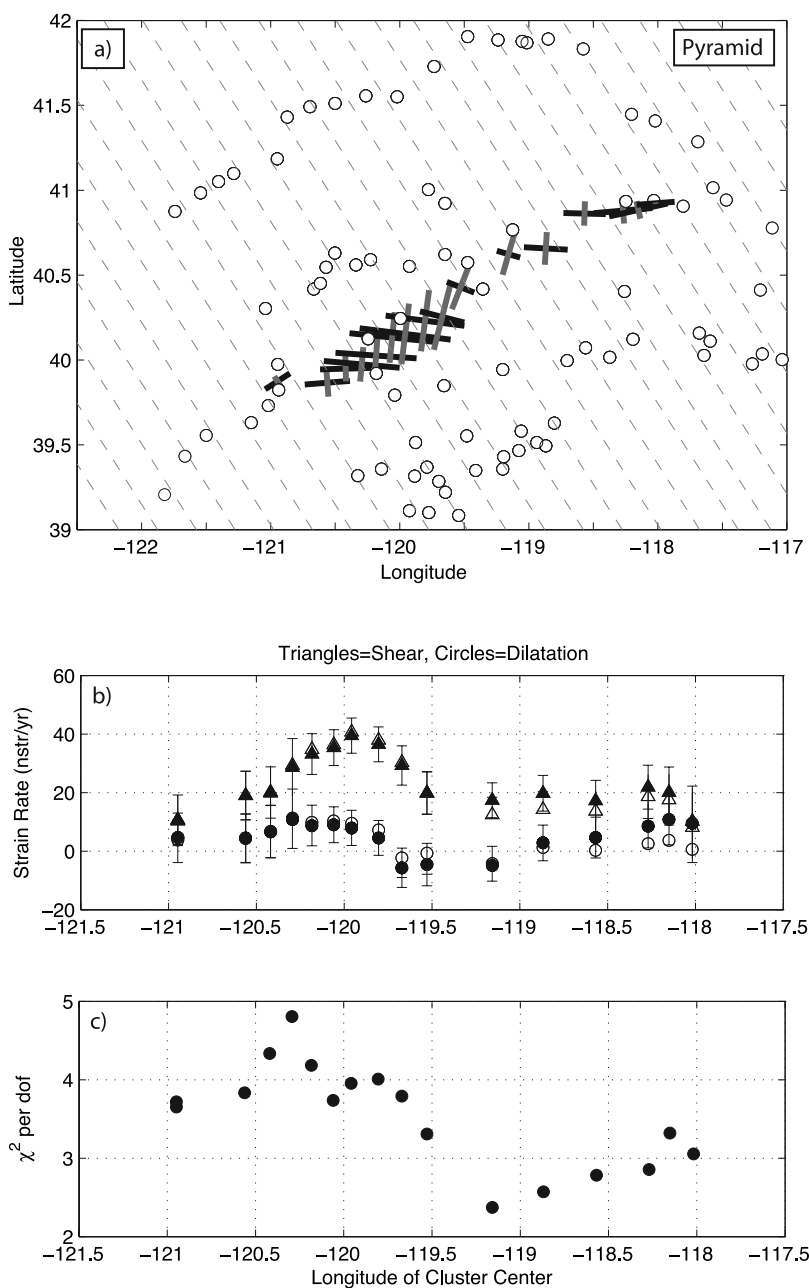 a)
Pyramid
42
41.5
41
40.5
40
39.5
39
Latitude
−122 −121 −120 −119 −118 −117
Longitude
Triangles=Shear, Circles=Dilatation
b)
60
40
20
0
−20
Strain Rate (nstr/yr)
−121.5 −121 −120.5 −120 −119.5 −119 −118.5 −118 −117.5
c)
5
4
3
2
χ² per dof
−121.5 −121 −120.5 −120 −119.5 −119 −118.5 −118 −117.5
Longitude of Cluster Center